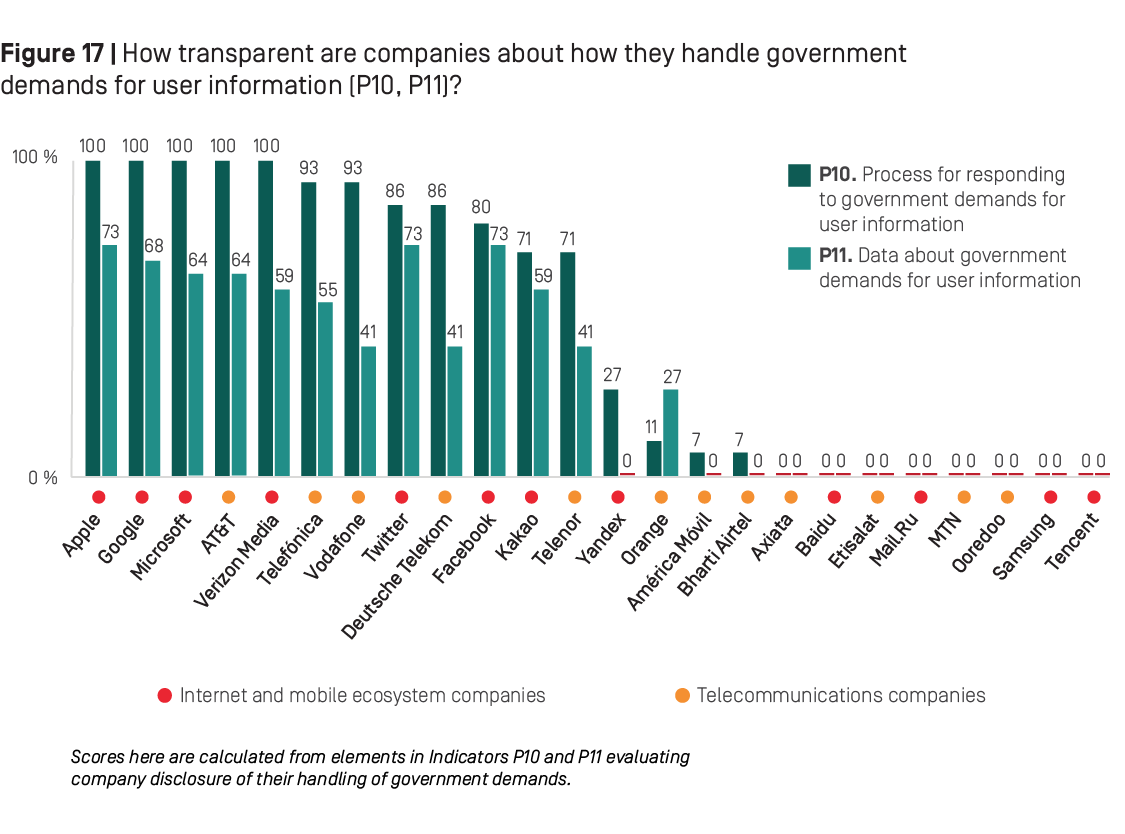 Figure 17 | How transparent are companies about how they handle government
demands for user information (P10, P11)?
100 %
0 %
100 73
100 68
100 64
100 64
100 59
93 55
93 41
86 73
86 41
80 73
71 59
71 41
27 0
11 27
7 0
7 0
0 0
0 0
0 0
0 0
0 0
0 0
0 0
0 0
P10. Process for responding
to government demands for
user information
P11. Data about government
demands for user information
Apple
Google
Microsoft
AT&T
Verizon Media
Telefónica
Vodafone
Twitter
Deutsche Telekom
Facebook
Kakao
Telenor
Yandex
Orange
América Móvil
Bharti Airtel
Axiata
Baidu
Etisalat
Mail.Ru
MTN
Ooredoo
Samsung
Tencent
Internet and mobile ecosystem companies
Telecommunications companies
Scores here are calculated from elements in Indicators P10 and P11 evaluating
company disclosure of their handling of government demands.